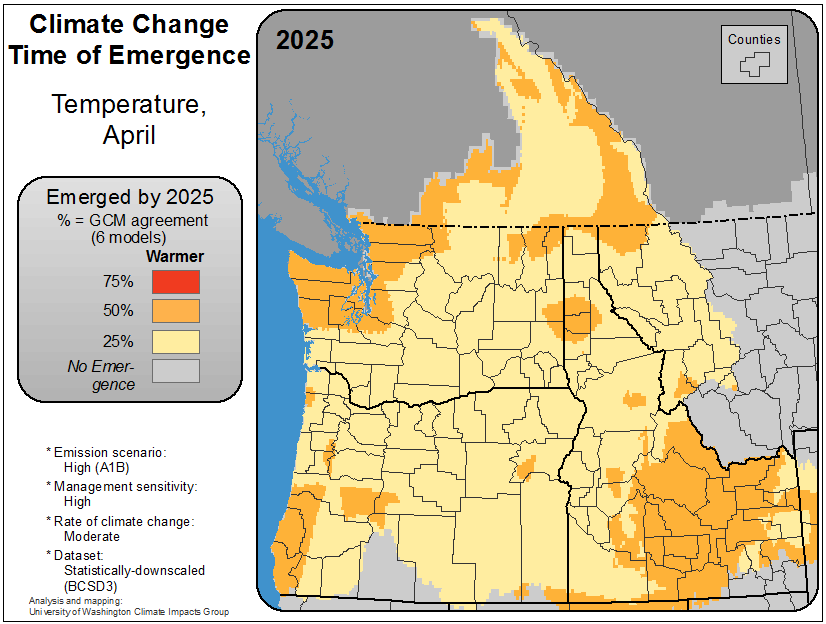 Climate Change
Time of Emergence
Temperature,
April
Emerged by 2025
% = GCM agreement
(6 models)
Warmer
75%
50%
25%
No Emer-
gence
* Emission scenario:
High (A1B)
* Management sensitivity:
High
* Rate of climate change:
Moderate
* Dataset:
Statistically-downscaled
(BCSD3)
Analysis and mapping:
University of Washington Climate Impacts Group
2025
Counties